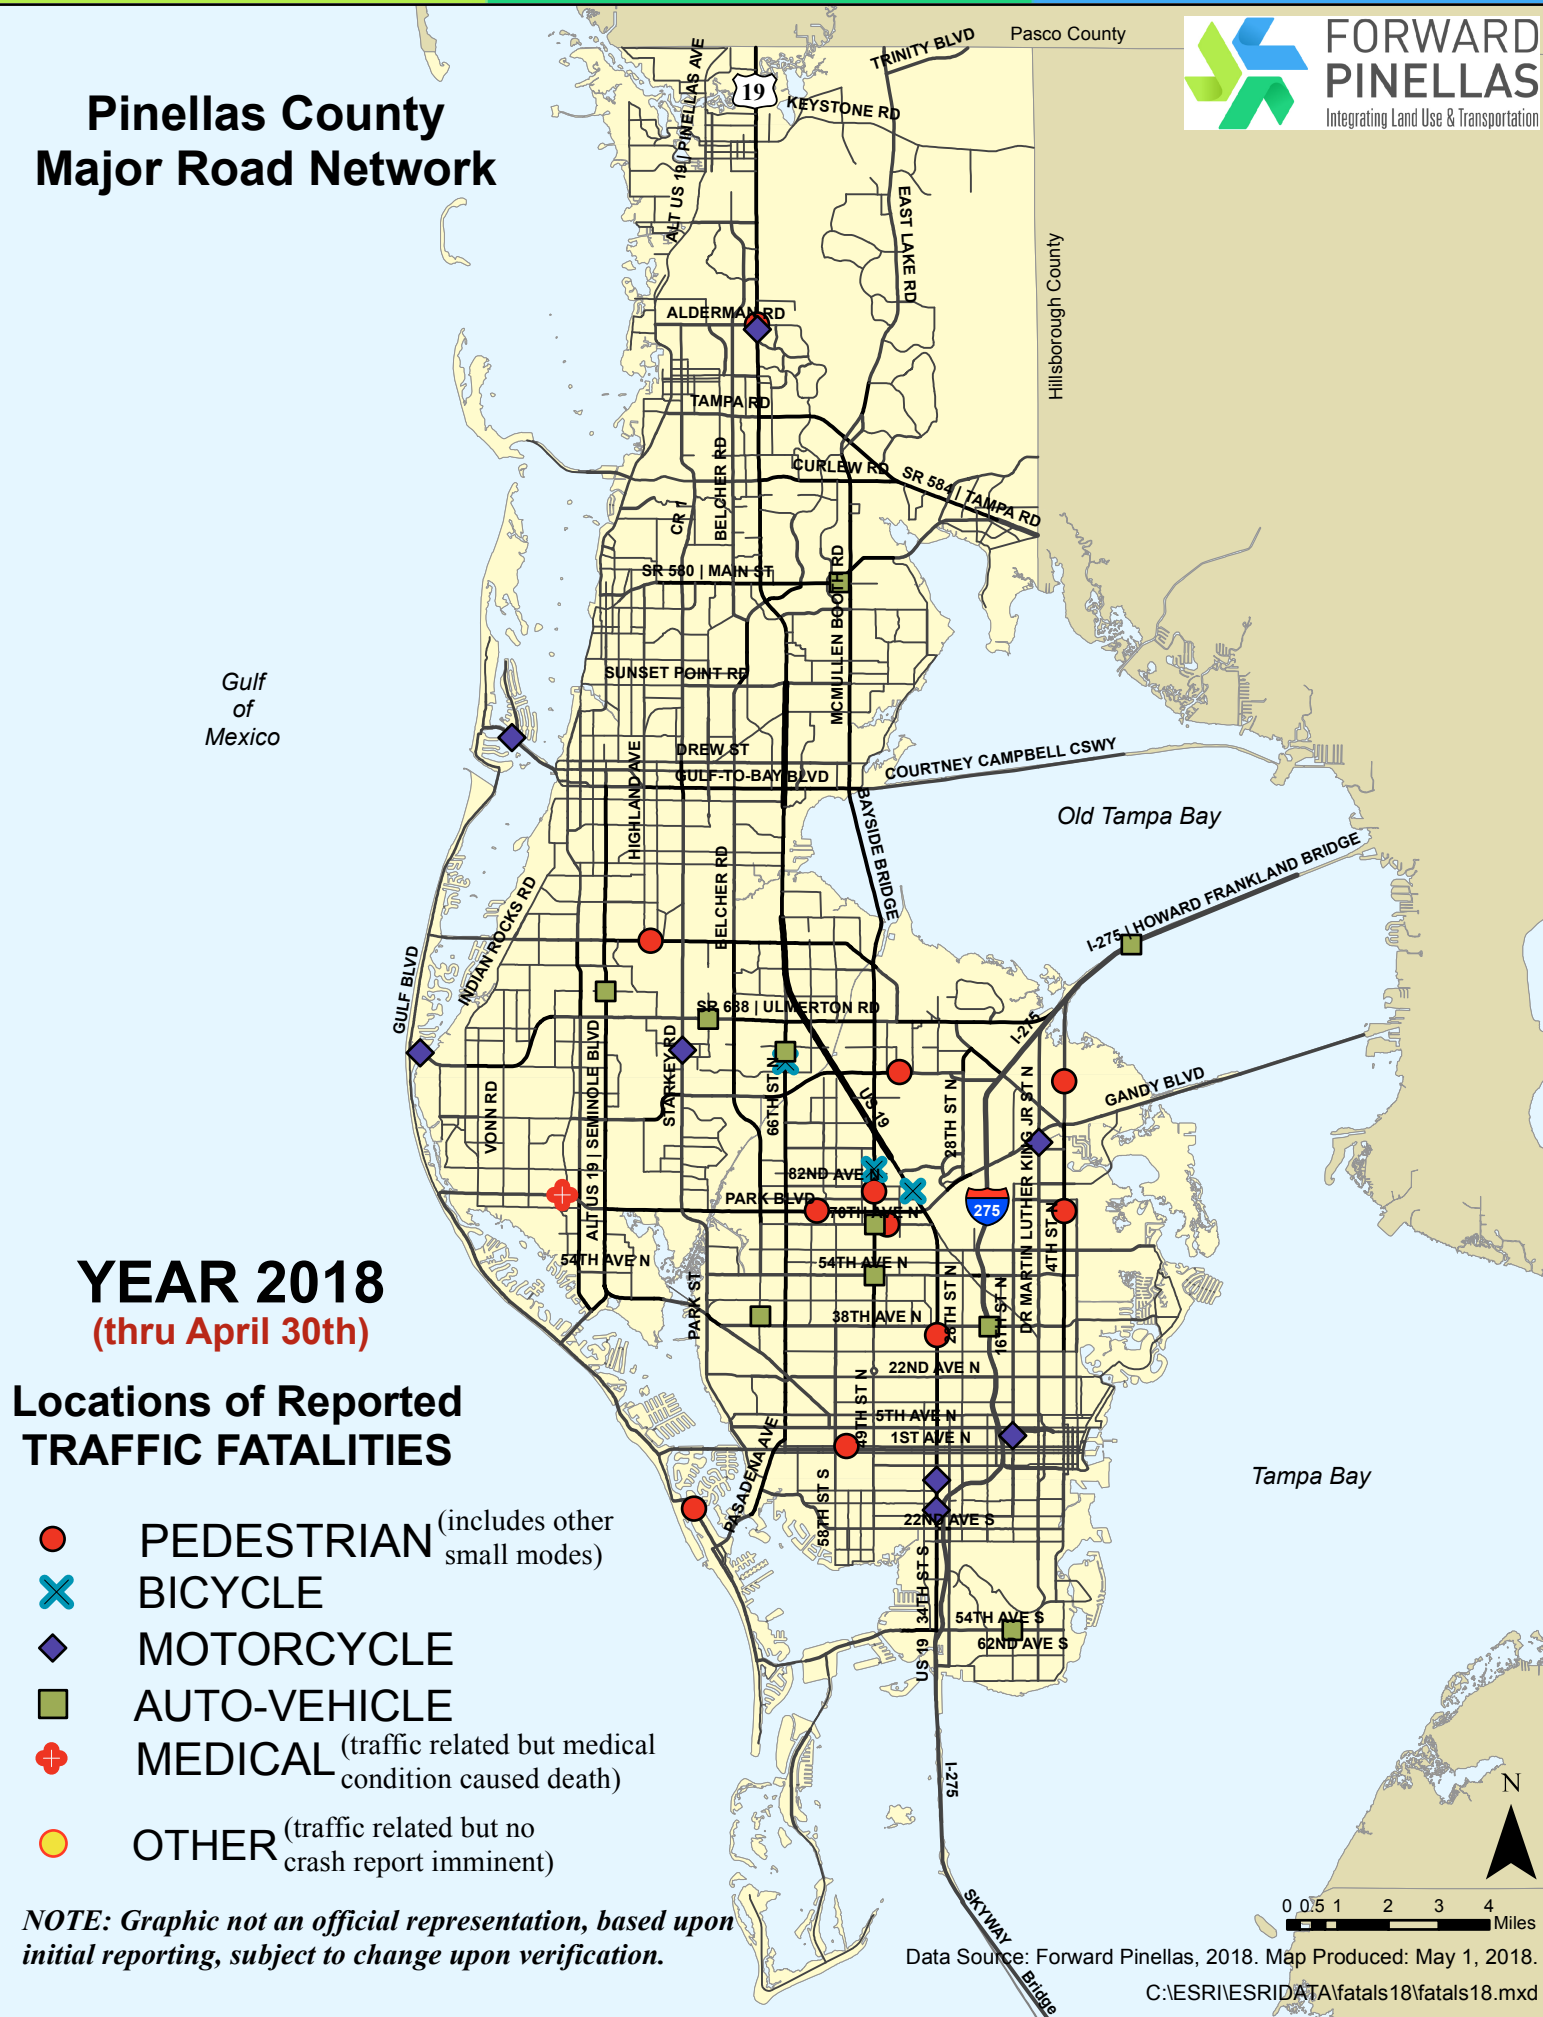 Pinellas County
Major Road Network
FORWARD
PINELLAS
Integrating Land Use & Transportation
Pasco County
TRINITY BLVD
ALT US 19 | PINELLAS AVE
19
KEYSTONE RD
EAST LAKE RD
Hillsborough County
ALDERMAN RD
TAMPA RD
BELCHER RD
CURLEW RD
SR 584 | TAMPA RD
CR 1
SR 580 | MAIN ST
MCMULLEN BOOTH RD
SUNSET POINT RD
Gulf
of
Mexico
HIGHLAND AVE
DREW ST
GULF-TO-BAY BLVD
COURTNEY CAMPBELL CSWY
BAYSIDE BRIDGE
Old Tampa Bay
I-275 | HOWARD FRANKLAND BRIDGE
BELCHER RD
INDIAN ROCKS RD
GULF BLVD
SR 688 | ULMERTON RD
I-275
STARKEY RD
VONN RD
ALT US 19 | SEMINOLE BLVD
66TH ST N
US 19
28TH ST N
DR MARTIN LUTHER KING JR ST N
GANDY BLVD
82ND AVE N
PARK BLVD
70TH AVE N
275
4TH ST N
54TH AVE N
54TH AVE N
PARK ST
38TH AVE N
28TH ST N
16TH ST N
22ND AVE N
49TH ST N
5TH AVE N
1ST AVE N
PASADENA AVE
58TH ST S
22ND AVE S
US 19 | 34TH ST S
54TH AVE S
62ND AVE S
Tampa Bay
I-275
SKYWAY Bridge
YEAR 2018
(thru April 30th)
Locations of Reported
TRAFFIC FATALITIES
PEDESTRIAN (includes other
small modes)
BICYCLE
MOTORCYCLE
AUTO-VEHICLE
MEDICAL (traffic related but medical
condition caused death)
OTHER (traffic related but no
crash report imminent)
NOTE: Graphic not an official representation, based upon
initial reporting, subject to change upon verification.
N
0 0.5 1 2 3 4
Miles
Data Source: Forward Pinellas, 2018. Map Produced: May 1, 2018.
C:\ESRI\ESRIDATA\fatals18\fatals18.mxd